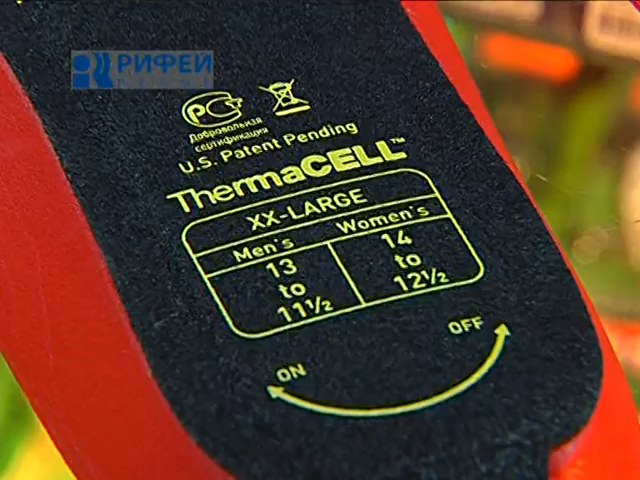 РИФЕЙ
РСТ
Добровольная
сертификация
U.S. Patent Pending
ThermaCELL™
XX-LARGE
Men's Women's
13 14
to to
11½ 12½
OFF
ON